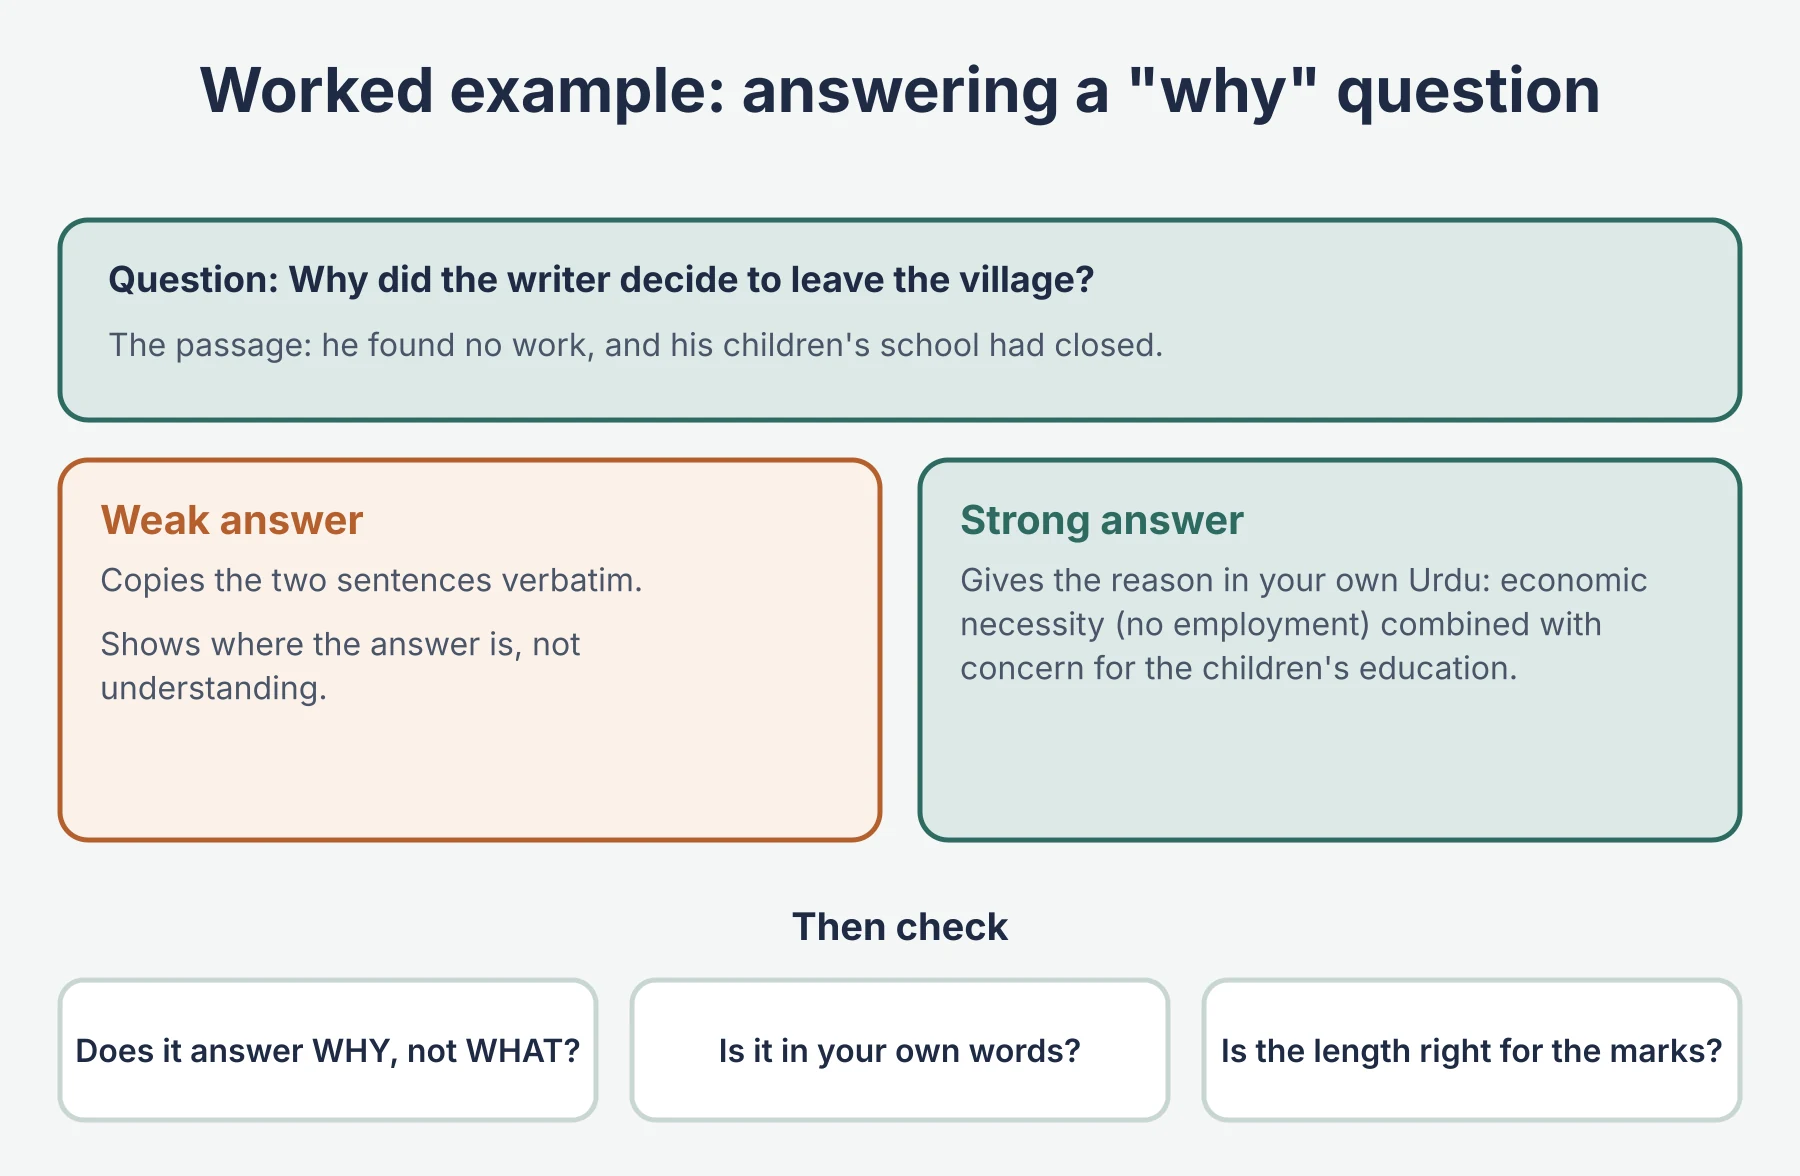 Worked example: answering a "why" question
Question: Why did the writer decide to leave the village?
The passage: he found no work, and his children's school had closed.
Weak answer
Copies the two sentences verbatim.
Shows where the answer is, not
understanding.
Strong answer
Gives the reason in your own Urdu: economic
necessity (no employment) combined with
concern for the children's education.
Then check
Does it answer WHY, not WHAT?
Is it in your own words?
Is the length right for the marks?